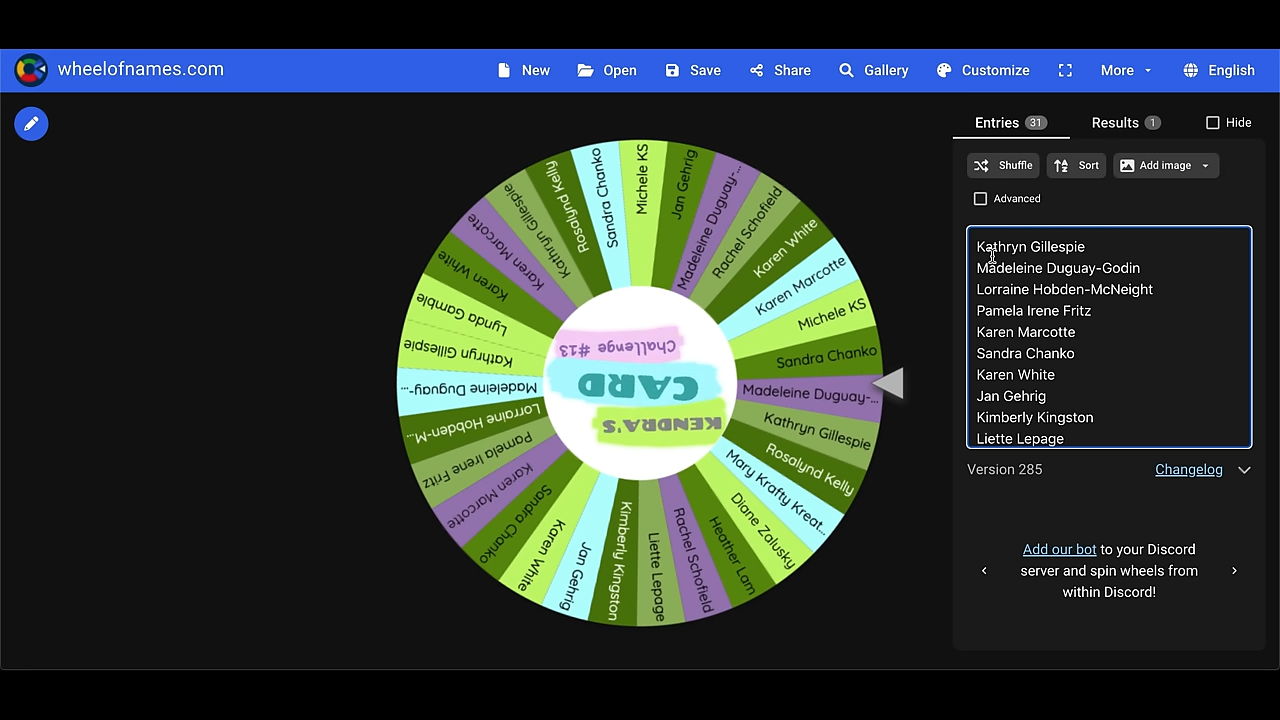 wheelofnames.com
New
Open
Save
Share
Gallery
Customize
More
English
Entries 31
Results 1
Hide
Shuffle
Sort
Add image
Advanced
Kathryn Gillespie
Madeleine Duguay-Godin
Lorraine Hobden-McNeight
Pamela Irene Fritz
Karen Marcotte
Sandra Chanko
Karen White
Jan Gehrig
Kimberly Kingston
Liette Lepage
Version 285
Changelog
Add our bot to your Discord
server and spin wheels from
within Discord!
Michele KS
Jan Gehrig
Madeleine Duguay-...
Rachel Schofield
Karen White
Karen Marcotte
Michele KS
Sandra Chanko
Madeleine Duguay-...
Kathryn Gillespie
Rosalynd Kelly
Mary Krafty Kreat...
Diane Zalusky
Heather Lam
Rachel Schofield
Liette Lepage
Kimberly Kingston
Jan Gehrig
Karen White
Sandra Chanko
Karen Marcotte
Pamela Irene Fritz
Lorraine Hobden-M...
Madeleine Duguay-...
Kathryn Gillespie
Lynda Gamble
Karen White
Karen Marcotte
Kathryn Gillespie
Rosalynd Kelly
Sandra Chanko
KENDRA'S
CARD
Challenge #13